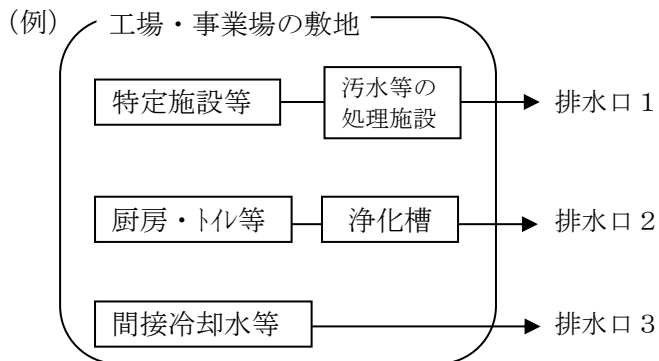 (例)
工場・事業場の敷地
特定施設等
汚水等の
処理施設
排水口1
厨房・ﾄｲﾚ等
浄化槽
排水口2
間接冷却水等
排水口3